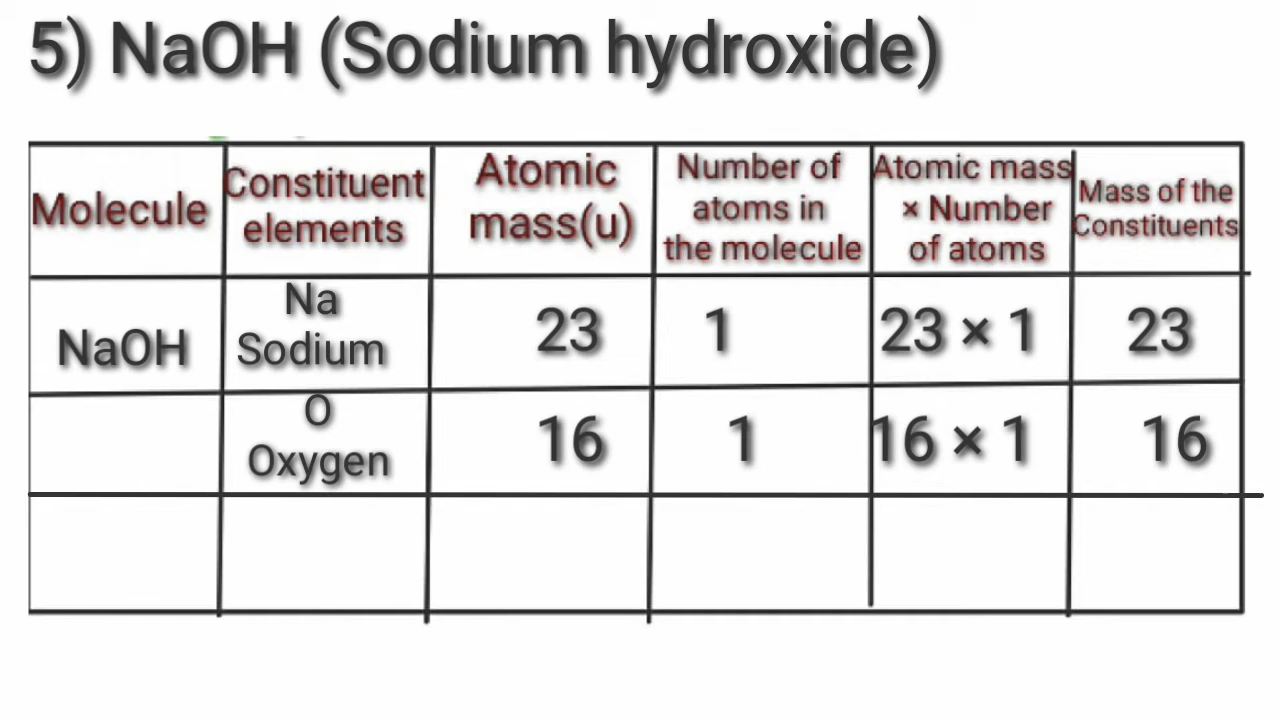 5) NaOH (Sodium hydroxide)
Molecule
Constituent
elements
Atomic
mass(u)
Number of
atoms in
the molecule
Atomic mass
× Number
of atoms
Mass of the
Constituents
NaOH
Na
Sodium
23
1
23 × 1
23
O
Oxygen
16
1
16 × 1
16